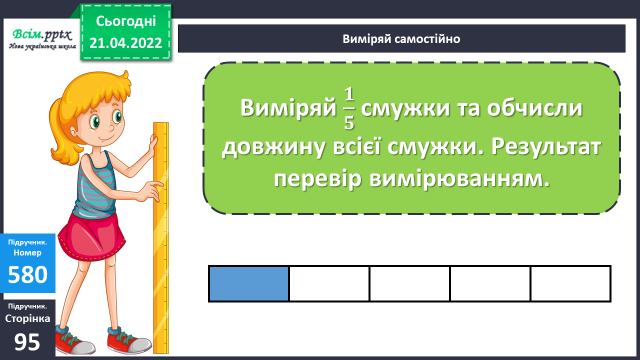 Всім.pptx
Нова українська школа
Сьогодні
21.04.2022
Виміряй самостійно
Виміряй 1/5 смужки та обчисли
довжину всієї смужки. Результат
перевір вимірюванням.
Підручник.
Номер
580
Підручник.
Сторінка
95